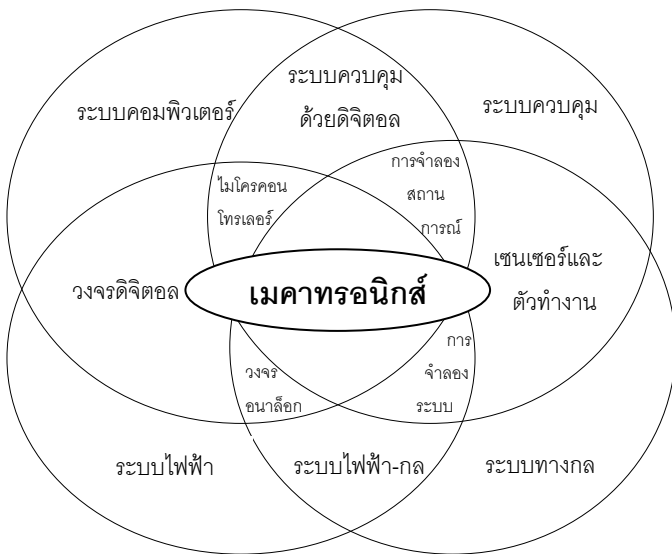 ระบบควบคุม
ด้วยดิจิตอล
ระบบคอมพิวเตอร์
ระบบควบคุม
ไมโครคอน
โทรเลอร์
การจำลอง
สถาน
การณ์
วงจรดิจิตอล
เมคาทรอนิกส์
เซนเซอร์และ
ตัวทำงาน
วงจร
อนาล็อก
การ
จำลอง
ระบบ
ระบบไฟฟ้า
ระบบไฟฟ้า-กล
ระบบทางกล